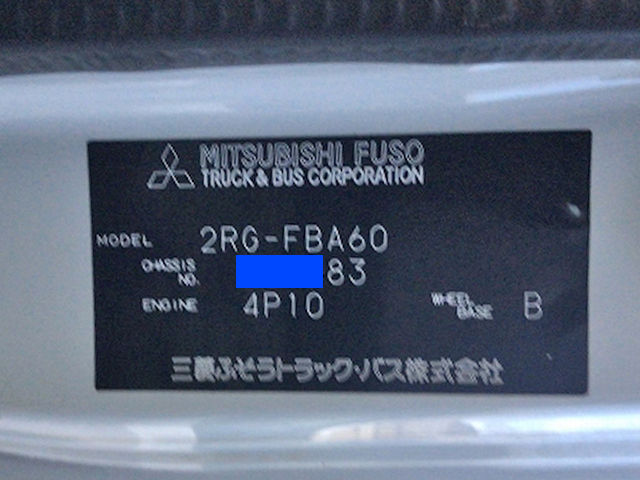 MITSUBISHI FUSO
TRUCK & BUS CORPORATION
MODEL 2RG-FBA60
CHASSIS NO. 83
ENGINE 4P10 WHEEL BASE B
三菱ふそうトラック・バス株式会社